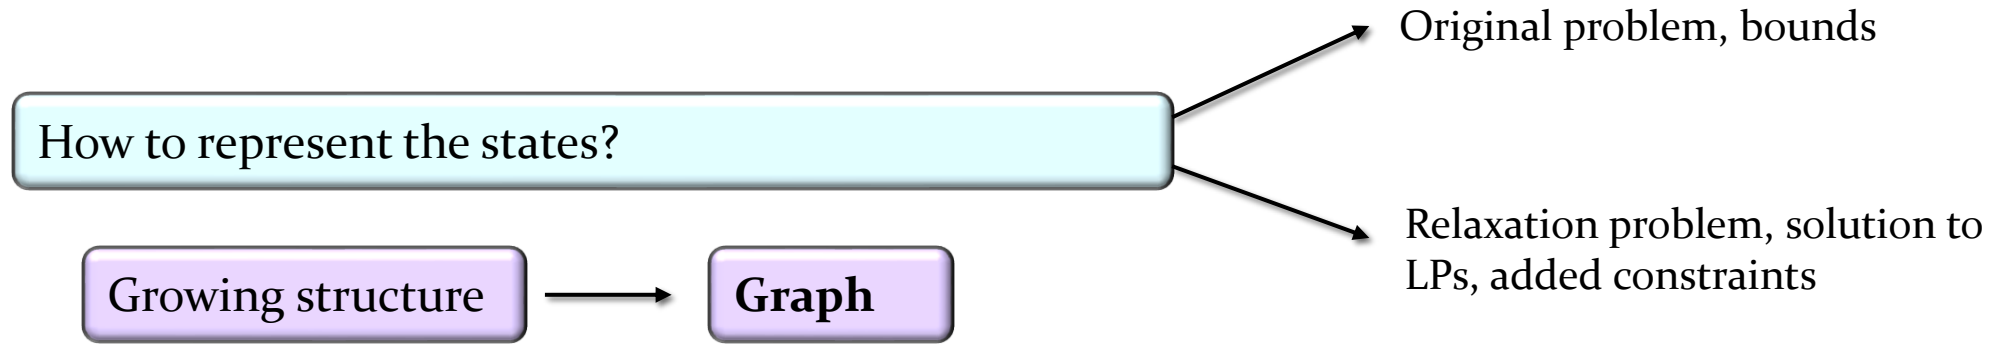 Original problem, bounds
How to represent the states?
Relaxation problem, solution to
LPs, added constraints
Growing structure
Graph